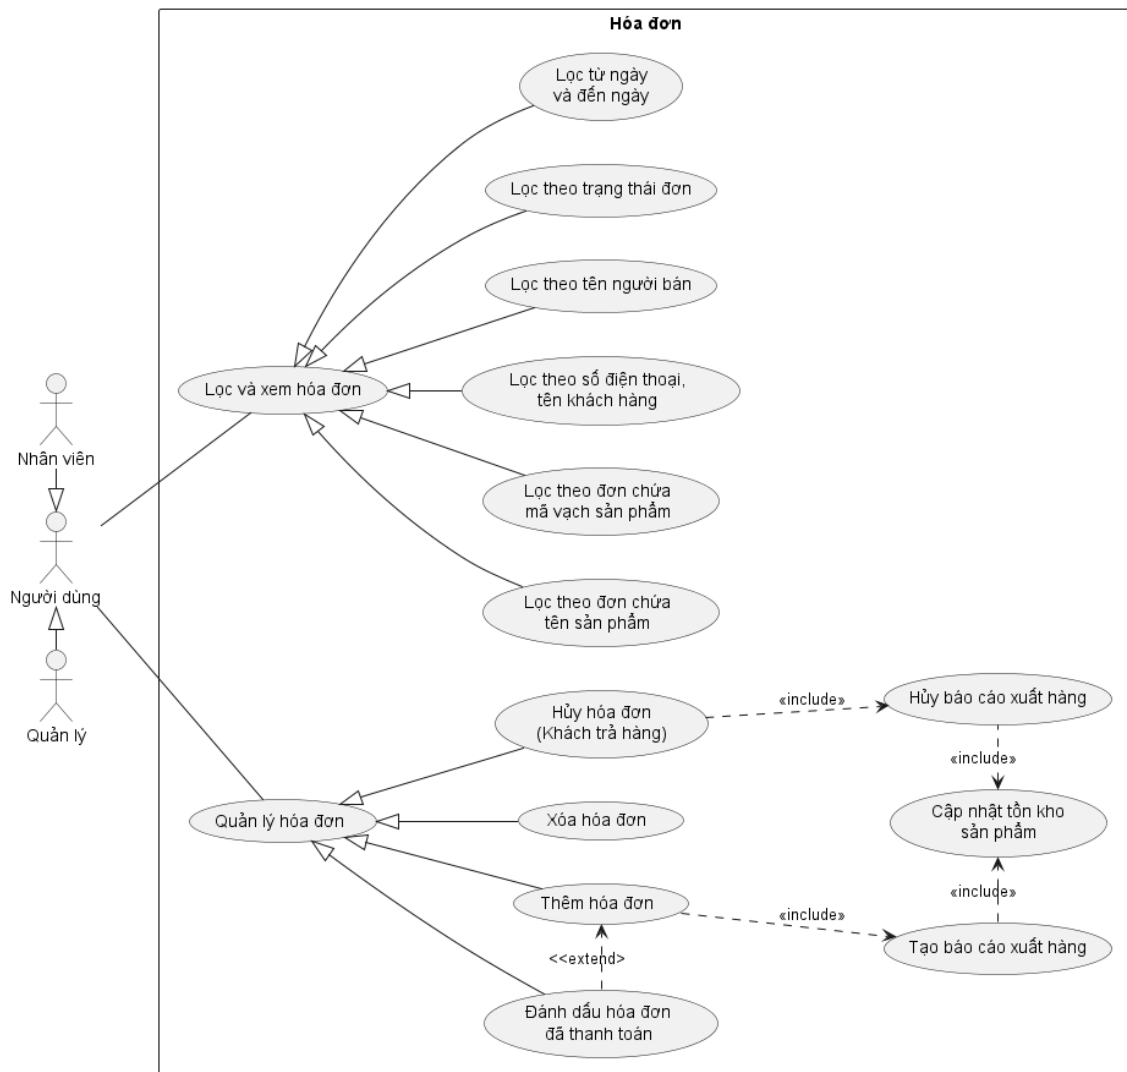 Hóa đơn
Lọc từ ngày
và đến ngày
Lọc theo trạng thái đơn
Lọc theo tên người bán
Lọc theo số điện thoại,
tên khách hàng
Lọc và xem hóa đơn
Lọc theo đơn chứa
mã vạch sản phẩm
Lọc theo đơn chứa
tên sản phẩm
Nhân viên
Người dùng
Quản lý
Hủy hóa đơn
(Khách trả hàng)
«include»
Hủy báo cáo xuất hàng
«include»
Quản lý hóa đơn
Xóa hóa đơn
Cập nhật tồn kho
sản phẩm
«include»
Thêm hóa đơn
«include»
Tạo báo cáo xuất hàng
<<extend>
Đánh dấu hóa đơn
đã thanh toán